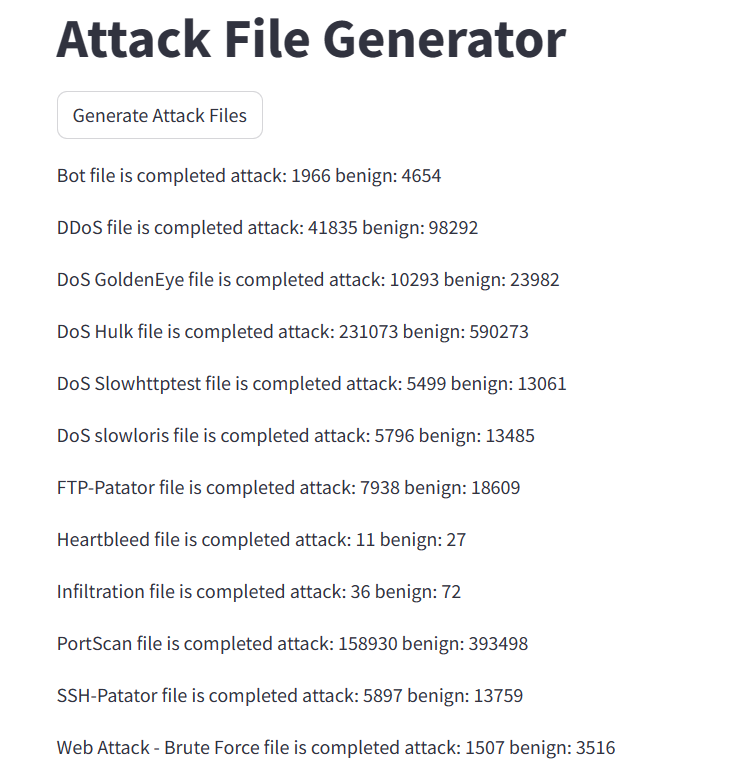 Attack File Generator
Generate Attack Files
Bot file is completed attack: 1966 benign: 4654
DDoS file is completed attack: 41835 benign: 98292
DoS GoldenEye file is completed attack: 10293 benign: 23982
DoS Hulk file is completed attack: 231073 benign: 590273
DoS Slowhttptest file is completed attack: 5499 benign: 13061
DoS slowloris file is completed attack: 5796 benign: 13485
FTP-Patator file is completed attack: 7938 benign: 18609
Heartbleed file is completed attack: 11 benign: 27
Infiltration file is completed attack: 36 benign: 72
PortScan file is completed attack: 158930 benign: 393498
SSH-Patator file is completed attack: 5897 benign: 13759
Web Attack - Brute Force file is completed attack: 1507 benign: 3516